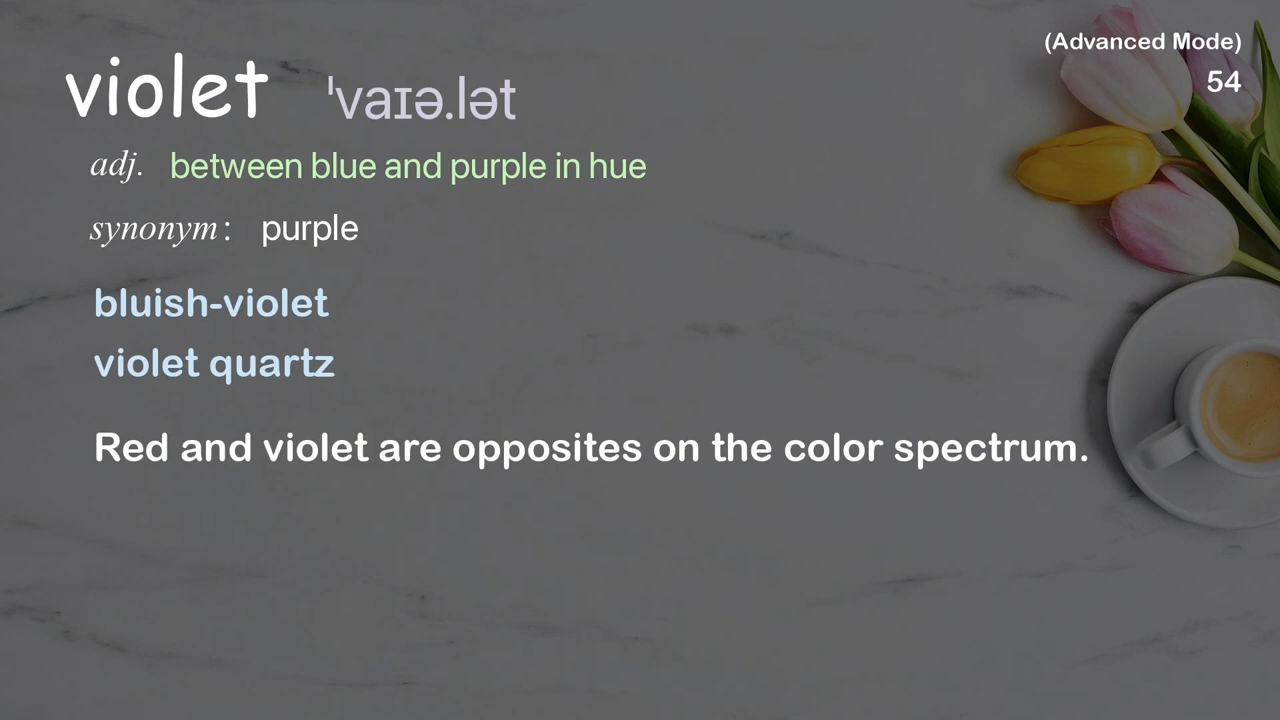 (Advanced Mode)
54
violet ˈvaɪə.lət
adj. between blue and purple in hue
synonym: purple
bluish-violet
violet quartz
Red and violet are opposites on the color spectrum.